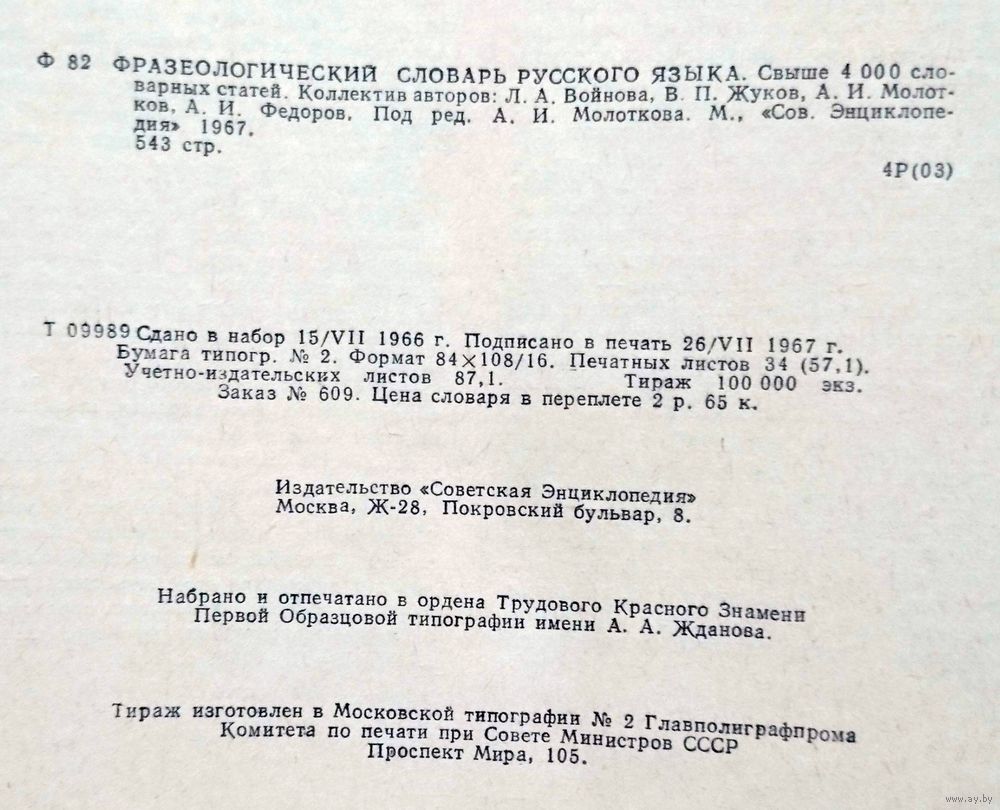 Ф 82 ФРАЗЕОЛОГИЧЕСКИЙ СЛОВАРЬ РУССКОГО ЯЗЫКА. Свыше 4 000 сло-
варных статей. Коллектив авторов: Л. А. Войнова, В. П. Жуков, А. И. Молот-
ков, А. И. Федоров. Под ред. А. И. Молоткова. М., «Сов. Энциклопе-
дия» 1967.
543 стр.
4Р(03)
Т 09989 Сдано в набор 15/VII 1966 г. Подписано в печать 26/VII 1967 г.
Бумага типогр. № 2. Формат 84×108/16. Печатных листов 34 (57,1).
Учетно-издательских листов 87,1. Тираж 100 000 экз.
Заказ № 609. Цена словаря в переплете 2 р. 65 к.
Издательство «Советская Энциклопедия»
Москва, Ж-28, Покровский бульвар, 8.
Набрано и отпечатано в ордена Трудового Красного Знамени
Первой Образцовой типографии имени А. А. Жданова.
Тираж изготовлен в Московской типографии № 2 Главполиграфпрома
Комитета по печати при Совете Министров СССР
Проспект Мира, 105.
www.ay.by